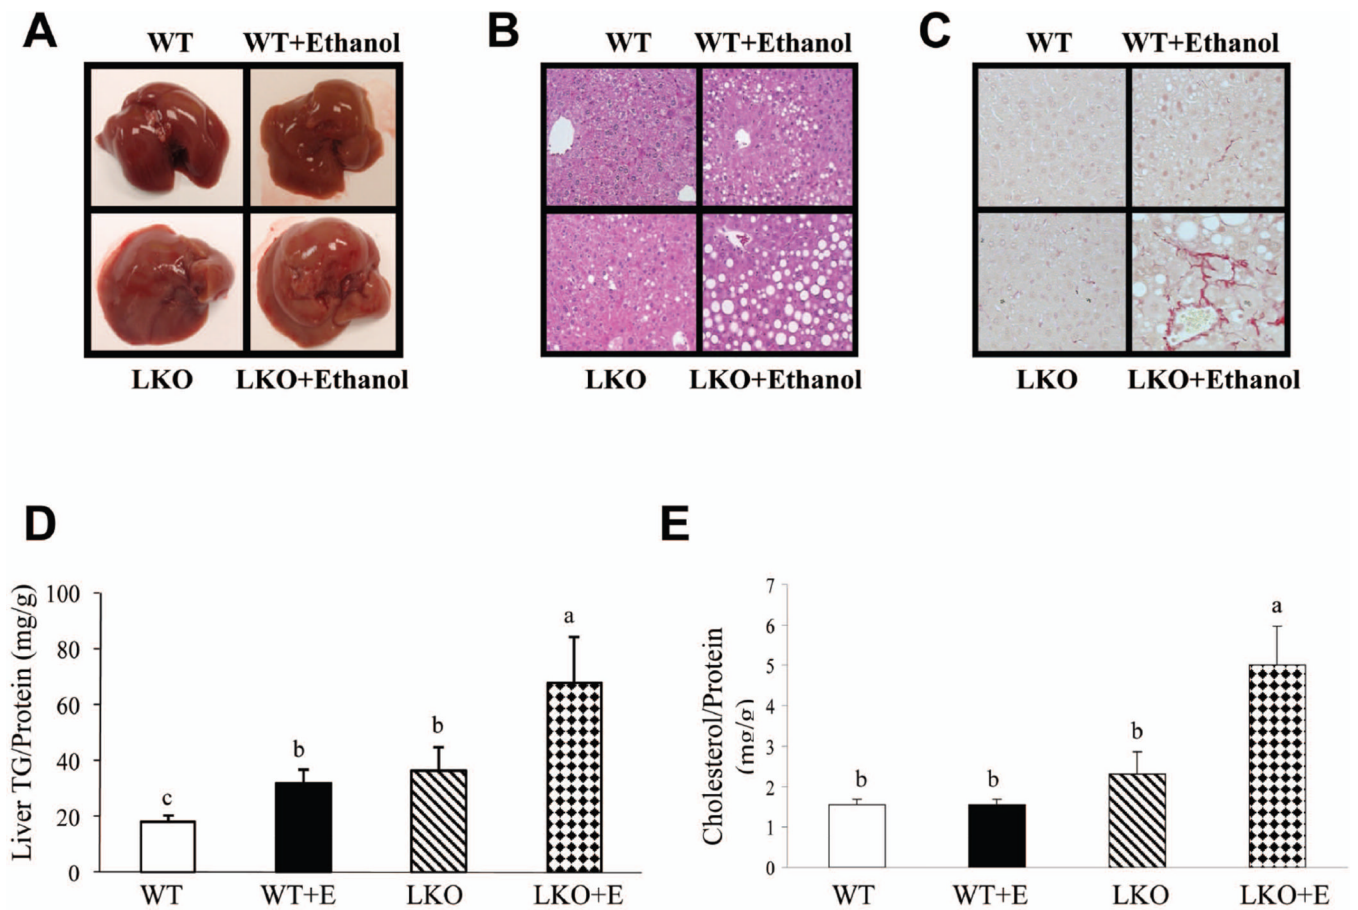 A
WT WT+Ethanol
LKO LKO+Ethanol
B
WT WT+Ethanol
LKO LKO+Ethanol
C
WT WT+Ethanol
LKO LKO+Ethanol
D
Liver TG/Protein (mg/g)
100
80
60
40
20
0
c
b
b
a
WT WT+E LKO LKO+E
E
Cholesterol/Protein
(mg/g)
7
6
5
4
3
2
1
0
b
b
b
a
WT WT+E LKO LKO+E